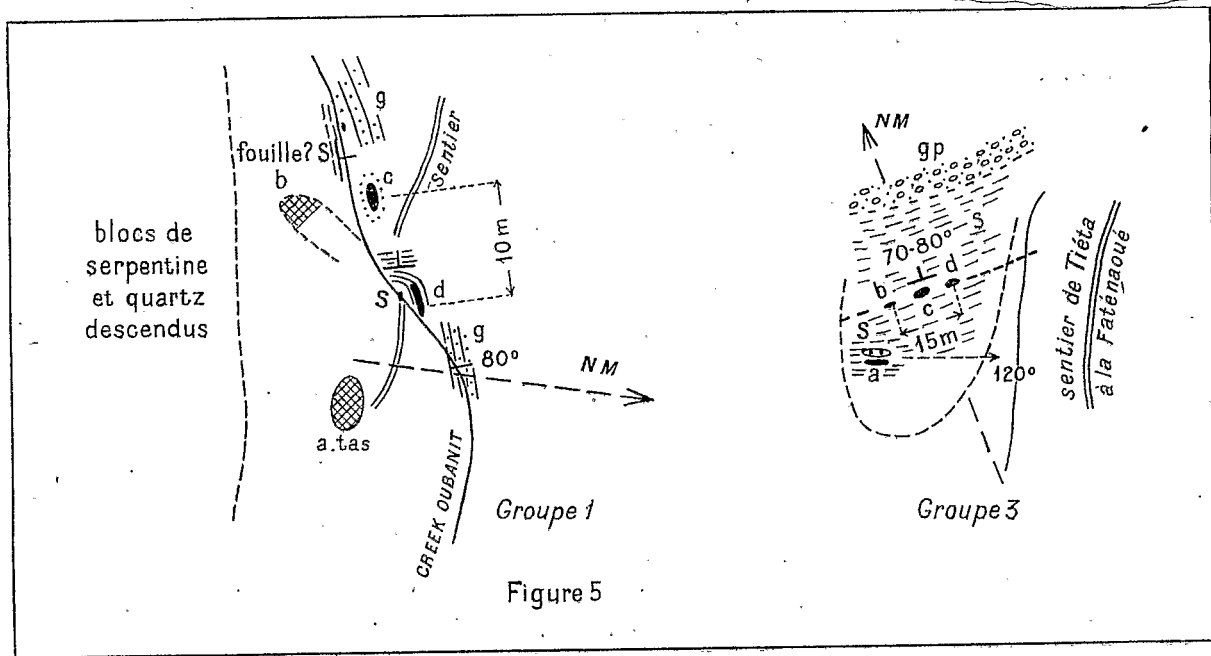 g
fouille? S
b
c
sentier
10m
blocs de
serpentine
et quartz
descendus
S
d
g
80°
NM
a.tas
CREEK OUBANIT
Groupe 1
NM
gp
S
70-80°
b
d
c
S
15m
a
120°
sentier de Tiéta
à la Faténaoué
Groupe 3
Figure 5